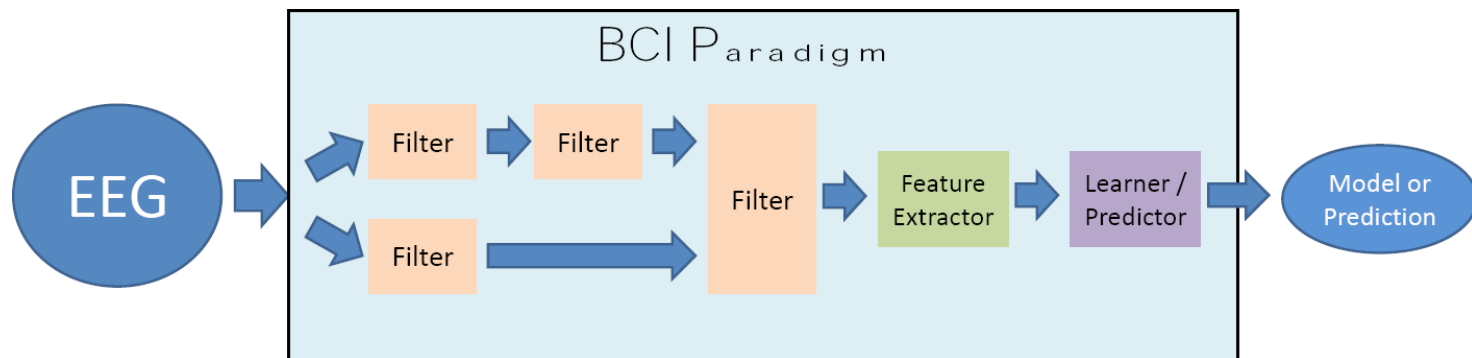 BCI Paradigm
EEG
Filter
Filter
Filter
Filter
Feature
Extractor
Learner /
Predictor
Model or
Prediction